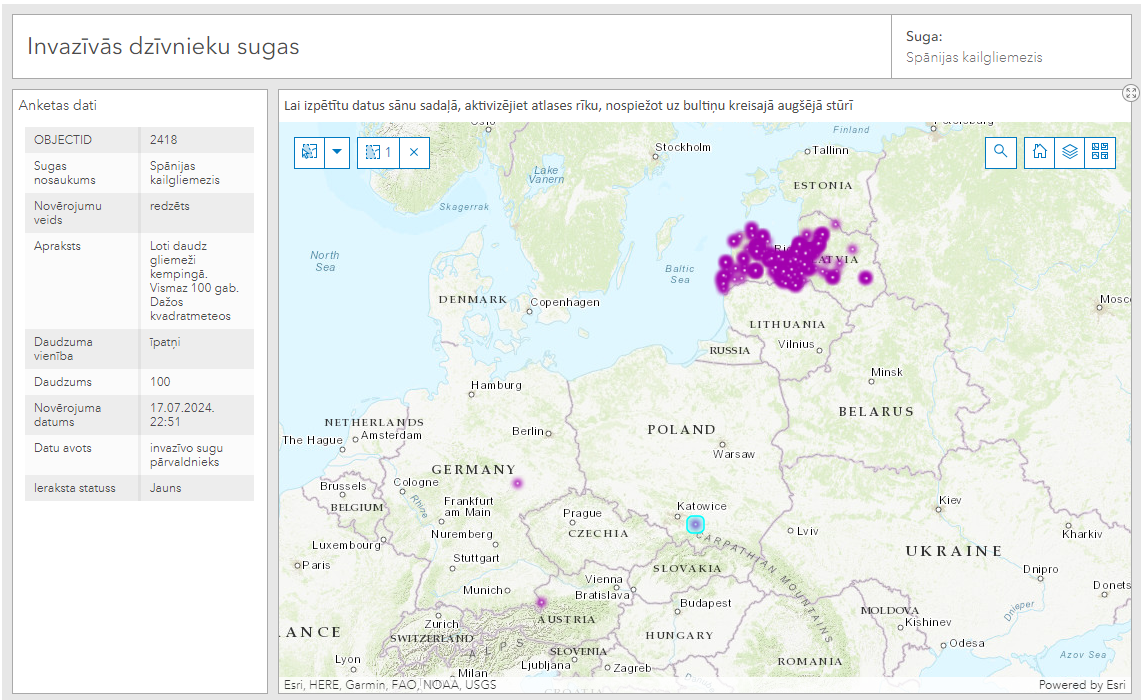 Invazīvās dzīvnieku sugas
Suga:
Spānijas kailgliemezis
Anketas dati
OBJECTID 2418
Sugas nosaukums
Spānijas kailgliemezis
Novērojumu veids
redzēts
Apraksts
Loti daudz
gliemeži
kempingā.
Vismaz 100 gab.
Dažos
kvadratmeteos
Daudzuma vienība
īpatņi
Daudzums 100
Novērojuma datums
17.07.2024.
22:51
Datu avots
invazīvo sugu
pārvaldnieks
Ieraksta statuss Jauns
Lai izpētītu datus sānu sadaļā, aktivizējiet atlases rīku, nospiežot uz bultiņu kreisajā augšējā stūrī
1
Finland
Stockholm
Tallinn
Lake
Vanern
ESTONIA
Skagerrak
North
Sea
Baltic
Sea
DENMARK
Copenhagen
Moscc
LITHUANIA
Vilnius
RUSSIA
Minsk
Hamburg
BELARUS
NETHERLANDS
Amsterdam
The Hague
Berlin
POLAND
Warsaw
GERMANY
Cologne
Brussels
BELGIUM
Rhine
Frankfurt
am Main
Katowice
Kiev
Prague
CZECHIA
Nuremberg
Lviv
Kharkiv
Luxembourg
CARPATHIAN MOUNTAINS
UKRAINE
Paris
Stuttgart
SLOVAKIA
Dnipro
Vienna
Bratislava
Munich
Donets
Budapest
Dnieper
MOLDOVA
Kishinev
AUSTRIA
Zurich
SWITZERLAND
ALPS
HUNGARY
Odesa
SLOVENIA
Ljubljana
Zagreb
ROMANIA
Azov Sea
Lyon
Milan
Esri, HERE, Garmin, FAO, NOAA, USGS
Powered by Esri